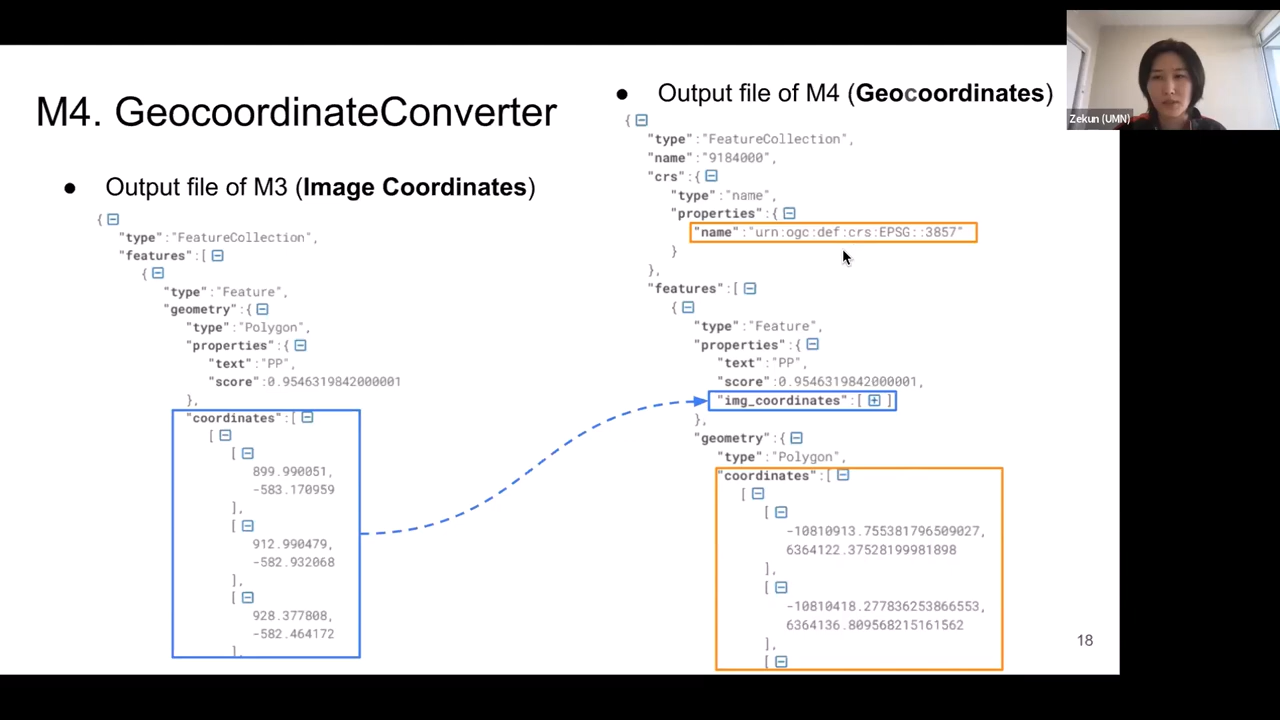 M4. GeocoordinateConverter
● Output file of M3 (Image Coordinates)
{
"type":"FeatureCollection",
"features":[
{
"type":"Feature",
"geometry":{
"type":"Polygon",
"properties":{
"text":"PP",
"score":0.9546319842000001
},
"coordinates":[
[
[
899.990051,
-583.170959
],
[
912.990479,
-582.932068
],
[
928.377808,
-582.464172
],
● Output file of M4 (Geocoordinates)
{
"type":"FeatureCollection",
"name":"9184000",
"crs":{
"type":"name",
"properties":{
"name":"urn:ogc:def:crs:EPSG::3857"
}
},
"features":[
{
"type":"Feature",
"properties":{
"text":"PP",
"score":0.9546319842000001,
"img_coordinates":[ ]
},
"geometry":{
"type":"Polygon",
"coordinates":[
[
[
-10810913.755381796509027,
6364122.37528199981898
],
[
-10810418.277836253866553,
6364136.809568215161562
],
[
18
Zekun (UMN)